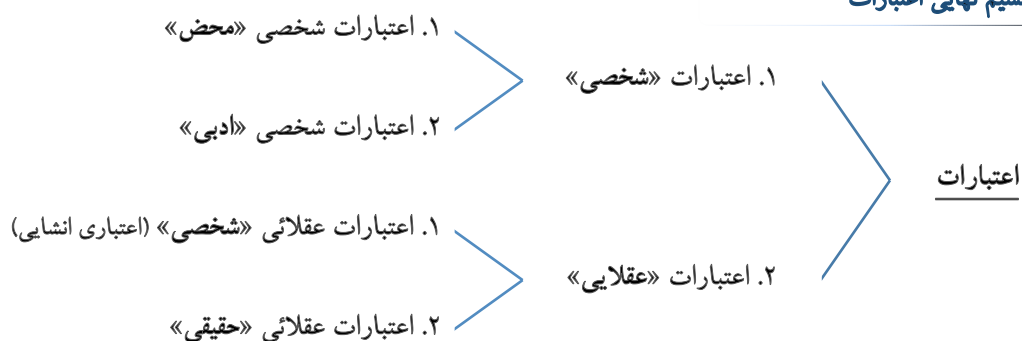 تقسیم نهایی اعتبارات
اعتبارات
۱. اعتبارات «شخصی»
۱. اعتبارات شخصی «محض»
۲. اعتبارات شخصی «ادبی»
۲. اعتبارات «عقلایی»
۱. اعتبارات عقلائی «شخصی» (اعتباری انشایی)
۲. اعتبارات عقلائی «حقیقی»